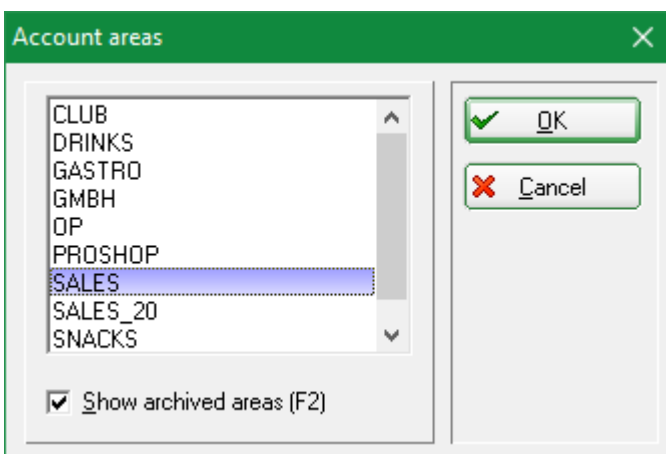 Account areas
CLUB
DRINKS
GASTRO
GMBH
OP
PROSHOP
SALES
SALES_20
SNACKS
Show archived areas (F2)
OK
Cancel